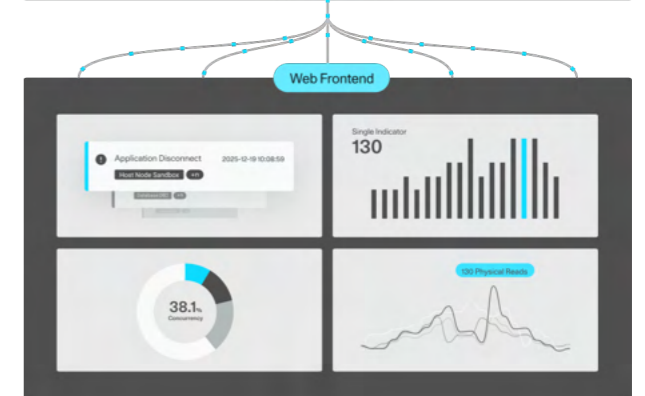 Web Frontend
Application Disconnect 2025-12-19 10:08:59
Host Node Sandbox
Single Indicator
130
38.1%
Concurrency
130 Physical Reads